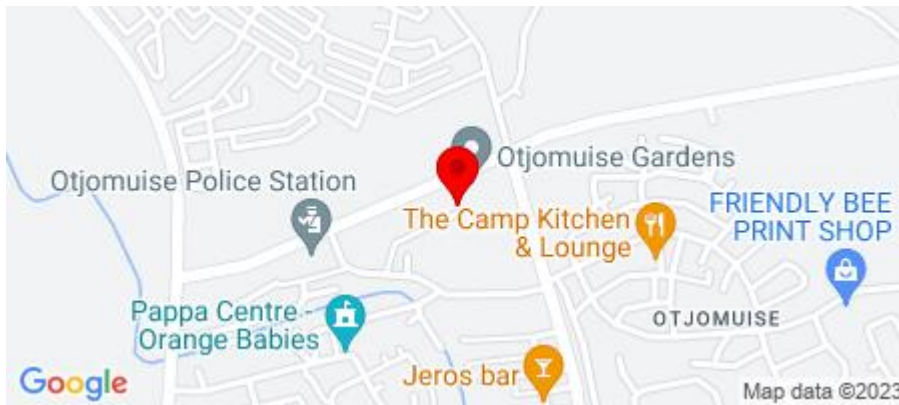 Otjomuise Gardens
Otjomuise Police Station
The Camp Kitchen
& Lounge
FRIENDLY BEE
PRINT SHOP
Pappa Centre -
Orange Babies
OTJOMUISE
Jeros bar
Google
Map data ©2023